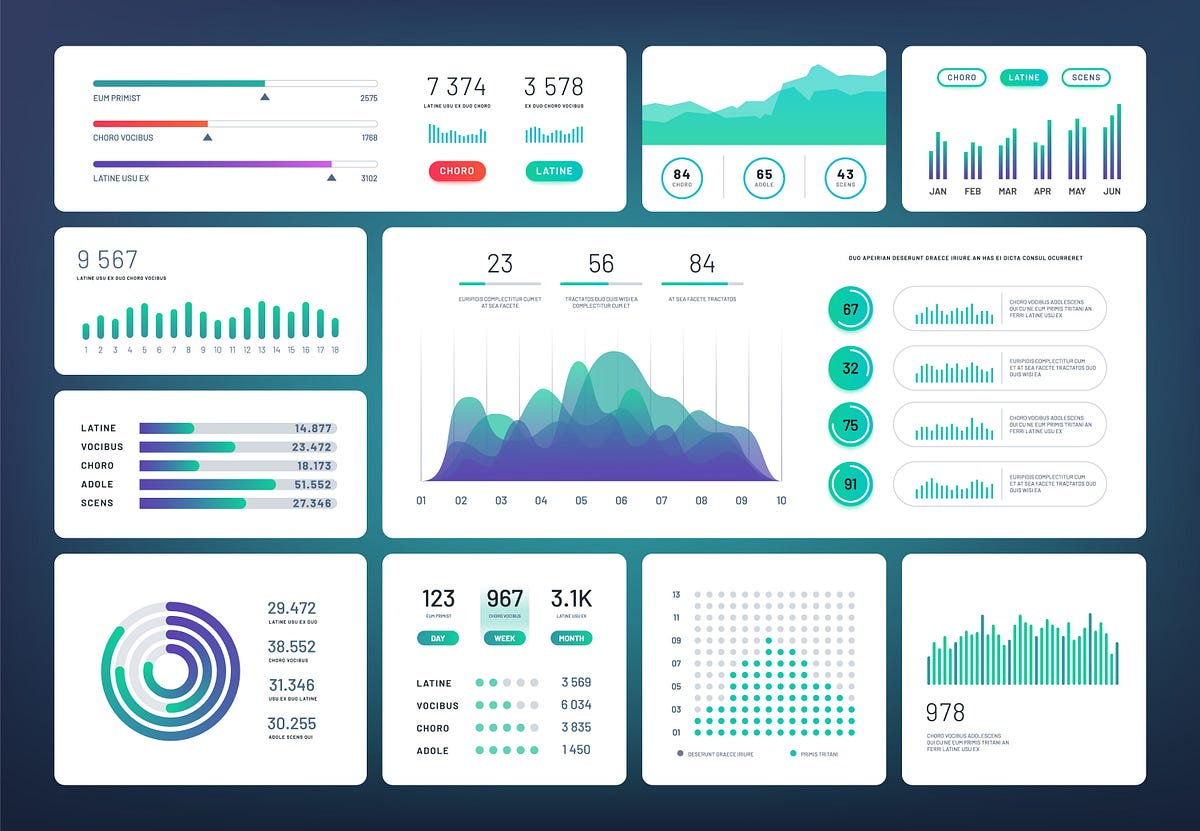 EUM PRIMIST 2575
CHORO VOCIBUS 1768
LATINE USU EX 3102
7 374
LATINE USU EX DUO CHORO
CHORO
3 578
EX DUO CHORO VOCIBUS
LATINE
84
CHORO
65
ADOLE
43
SCENS
CHORO LATINE SCENS
JAN FEB MAR APR MAY JUN
9 567
LATINE USU EX DUO CHORO VOCIBUS
1 2 3 4 5 6 7 8 9 10 11 12 13 14 15 16 17 18
LATINE 14.877
VOCIBUS 23.472
CHORO 18.173
ADOLE 51.552
SCENS 27.346
23
EURIPIDIS COMPLECTITUR CUM ET
AT SEA FACETE
56
TRACTATOS DUO DUIS WISI EA
COMPLECTITUR CUM ET
84
AT SEA FACETE TRACTATOS
01 02 03 04 05 06 07 08 09 10
DUO APEIRIAN DESERUNT GRAECE IRIURE AN HAS EI DICTA CONSUL OCURRERET
67
CHORO VOCIBUS ADOLESCENS
QUI CU NE EUM PRIMIS TRITANI AN
FERRI LATINE USU EX
32
EURIPIDIS COMPLECTITUR CUM
ET AT SEA FACETE TRACTATOS DUO
DUIS WISI EA
75
CHORO VOCIBUS ADOLESCENS
QUI CU NE EUM PRIMIS TRITANI AN
FERRI LATINE USU EX
91
EURIPIDIS COMPLECTITUR CUM
ET AT SEA FACETE TRACTATOS DUO
DUIS WISI EA
29.472
LATINE USU EX DUO
38.552
CHORO VOCIBUS
31.346
USU EX DUO LATINE
30.255
ADOLE SCENS QUI
123
EUM PRIMIST
DAY
967
CHORO VOCIBUS
WEEK
3.1K
LATINE USU EX
MONTH
LATINE 3 569
VOCIBUS 6 034
CHORO 3 835
ADOLE 1 450
13
11
09
07
05
03
01
DESERUNT GRAECE IRIURE PRIMIS TRITANI
978
CHORO VOCIBUS ADOLESCENS
QUI CU NE EUM PRIMIS TRITANI AN
FERRI LATINE USU EX